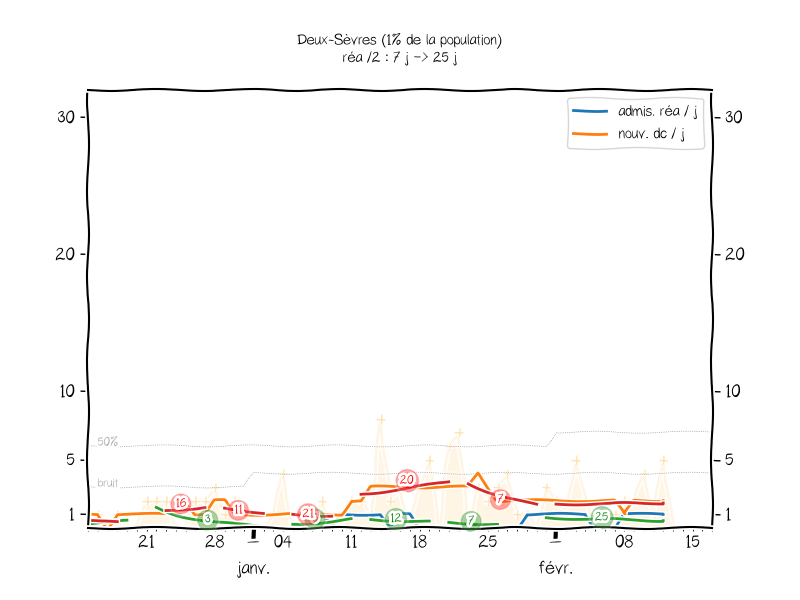 Deux-Sèvres (1% de la population)
réa /2 : 7 j -> 25 j
admis. réa / j
nouv. dc / j
30 30
20 20
10 10
50%
5 5
bruit
1 1
16 3 11 21 12 20 7 7 25
21 28 04 11 18 25 08 15
janv. févr.